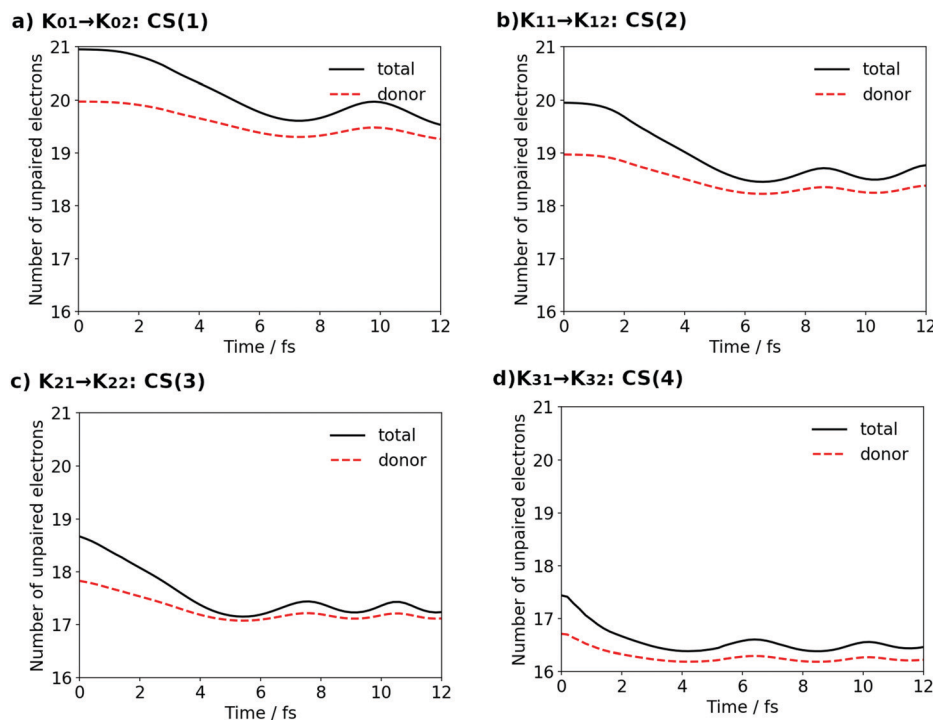 a) K01→K02: CS(1)
21
20
19
18
17
16
Number of unpaired electrons
total
donor
0 2 4 6 8 10 12
Time / fs
b)K11→K12: CS(2)
21
20
19
18
17
16
Number of unpaired electrons
total
donor
0 2 4 6 8 10 12
Time / fs
c) K21→K22: CS(3)
21
20
19
18
17
16
Number of unpaired electrons
total
donor
0 2 4 6 8 10 12
Time / fs
d)K31→K32: CS(4)
21
20
19
18
17
16
Number of unpaired electrons
total
donor
0 2 4 6 8 10 12
Time / fs